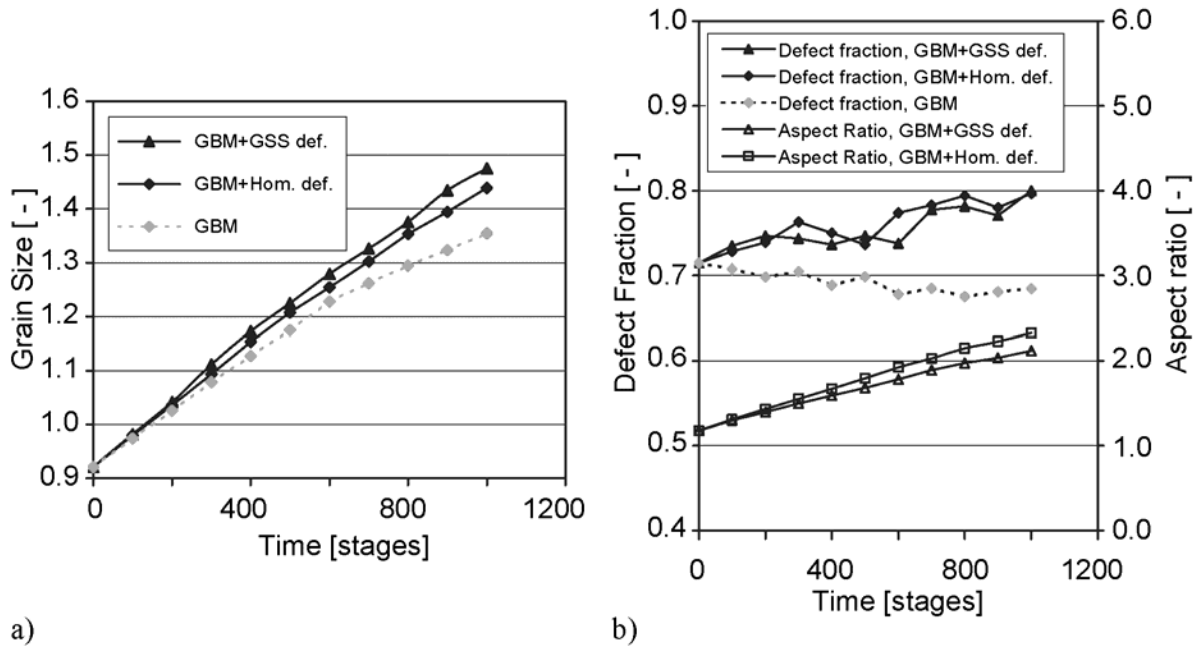 1.6
1.5
1.4
1.3
1.2
1.1
1.0
0.9
Grain Size [ - ]
GBM+GSS def.
GBM+Hom. def.
GBM
0
400
800
1200
Time [stages]
a)
1.0
0.9
0.8
0.7
0.6
0.5
0.4
Defect Fraction [ - ]
Defect fraction, GBM+GSS def.
Defect fraction, GBM+Hom. def.
Defect fraction, GBM
Aspect Ratio, GBM+GSS def.
Aspect Ratio, GBM+Hom. def.
6.0
5.0
4.0
3.0
2.0
1.0
0.0
Aspect ratio [ - ]
0
400
800
1200
Time [stages]
b)